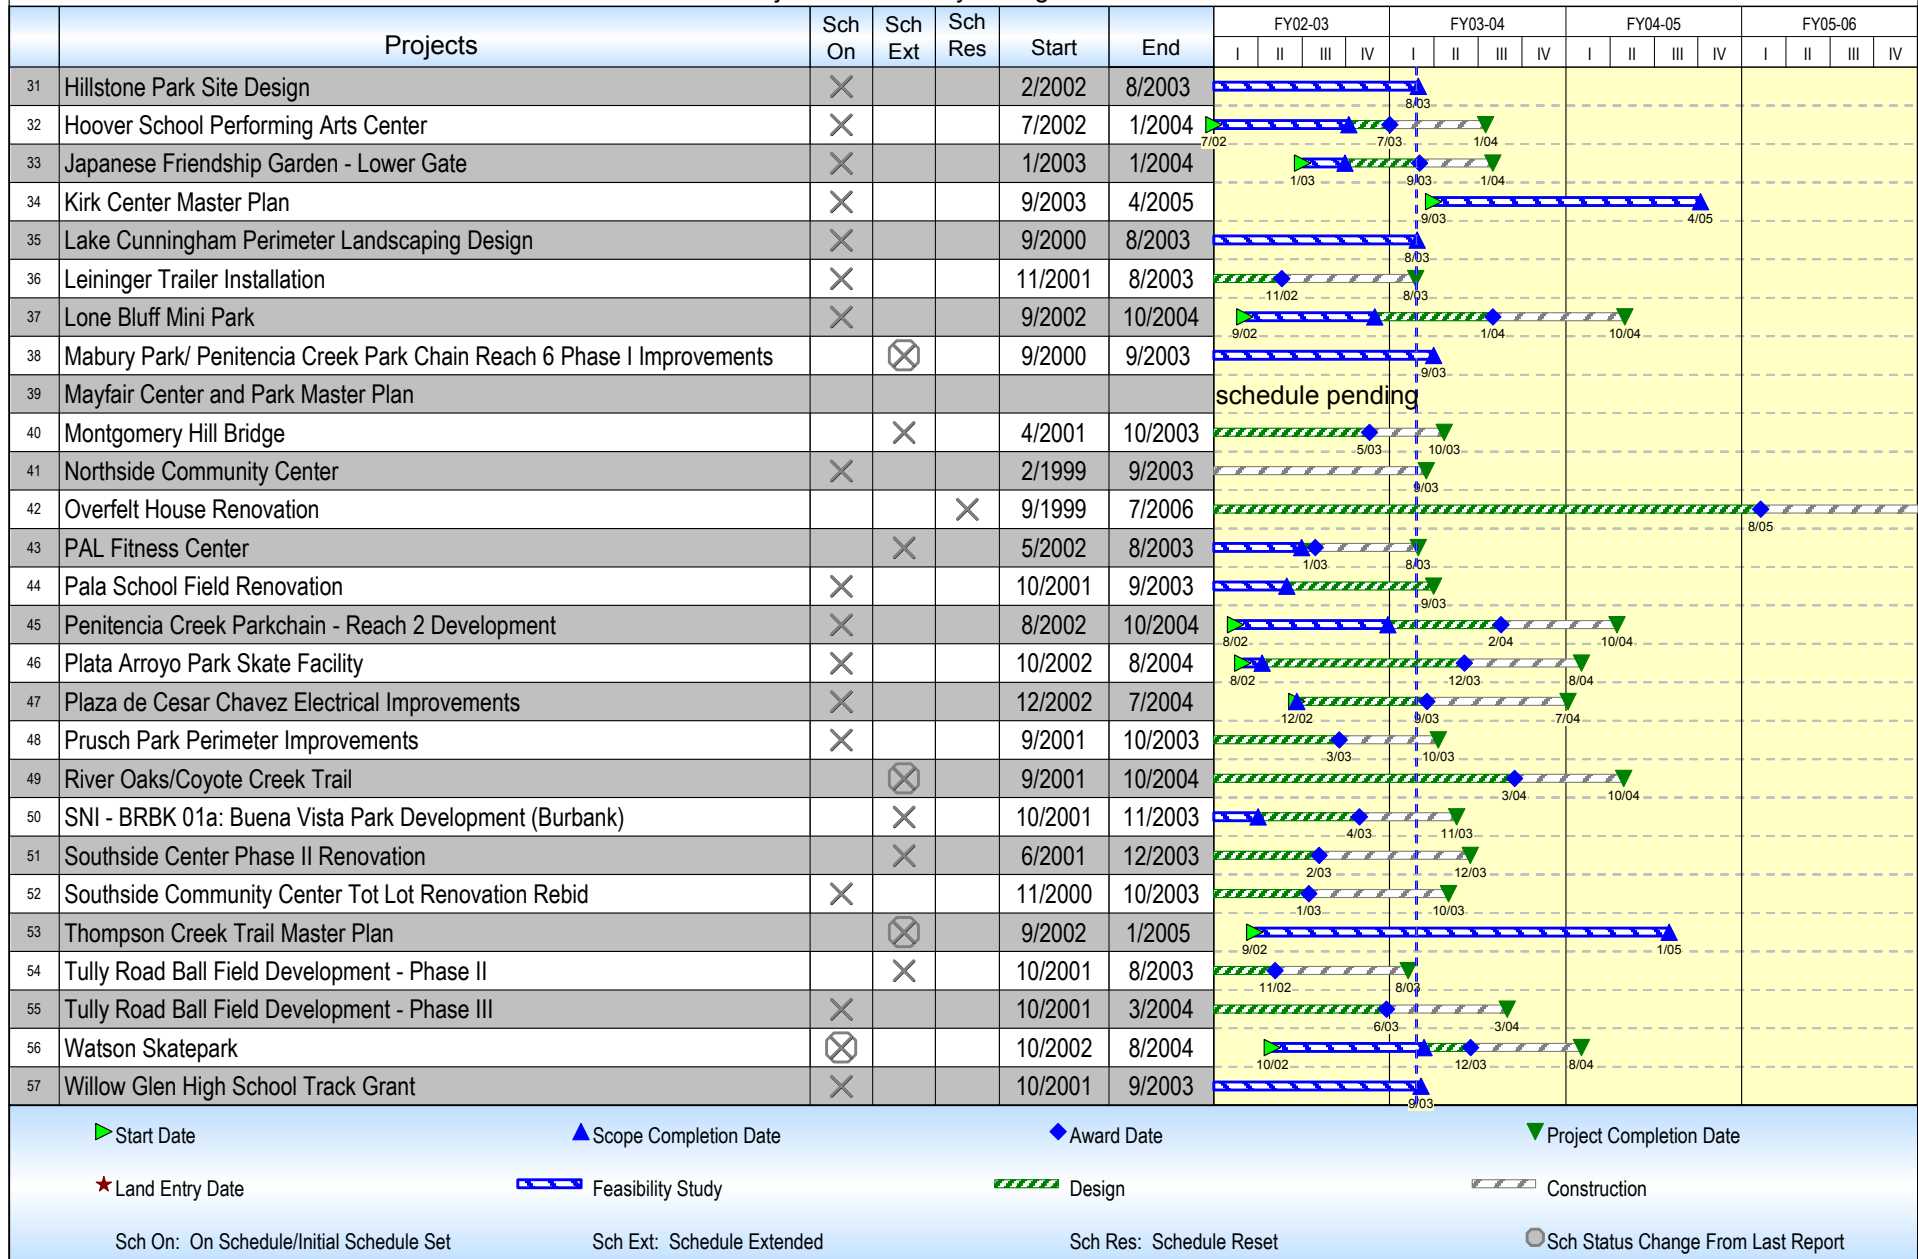 Projects Sch On Sch Ext Sch Res Start End FY02-03 FY03-04 FY04-05 FY05-06
I II III IV I II III IV I II III IV I II III IV
31 Hillstone Park Site Design 2/2002 8/2003 8/03
32 Hoover School Performing Arts Center 7/2002 1/2004 7/02 7/03 1/04
33 Japanese Friendship Garden - Lower Gate 1/2003 1/2004 1/03 9/03 1/04
34 Kirk Center Master Plan 9/2003 4/2005 9/03 4/05
35 Lake Cunningham Perimeter Landscaping Design 9/2000 8/2003 8/03
36 Leininger Trailer Installation 11/2001 8/2003 11/02 8/03
37 Lone Bluff Mini Park 9/2002 10/2004 9/02 1/04 10/04
38 Mabury Park/ Penitencia Creek Park Chain Reach 6 Phase I Improvements 9/2000 9/2003 9/03
39 Mayfair Center and Park Master Plan schedule pending
40 Montgomery Hill Bridge 4/2001 10/2003 5/03 10/03
41 Northside Community Center 2/1999 9/2003 9/03
42 Overfelt House Renovation 9/1999 7/2006 8/05
43 PAL Fitness Center 5/2002 8/2003 1/03 8/03
44 Pala School Field Renovation 10/2001 9/2003 9/03
45 Penitencia Creek Parkchain - Reach 2 Development 8/2002 10/2004 8/02 2/04 10/04
46 Plata Arroyo Park Skate Facility 10/2002 8/2004 8/02 12/03 8/04
47 Plaza de Cesar Chavez Electrical Improvements 12/2002 7/2004 12/02 9/03 7/04
48 Prusch Park Perimeter Improvements 9/2001 10/2003 3/03 10/03
49 River Oaks/Coyote Creek Trail 9/2001 10/2004 3/04 10/04
50 SNI - BRBK 01a: Buena Vista Park Development (Burbank) 10/2001 11/2003 4/03 11/03
51 Southside Center Phase II Renovation 6/2001 12/2003 2/03 12/03
52 Southside Community Center Tot Lot Renovation Rebid 11/2000 10/2003 1/03 10/03
53 Thompson Creek Trail Master Plan 9/2002 1/2005 9/02 1/05
54 Tully Road Ball Field Development - Phase II 10/2001 8/2003 11/02 8/03
55 Tully Road Ball Field Development - Phase III 10/2001 3/2004 6/03 3/04
56 Watson Skatepark 10/2002 8/2004 10/02 12/03 8/04
57 Willow Glen High School Track Grant 10/2001 9/2003 9/03
Start Date Scope Completion Date Award Date Project Completion Date
Land Entry Date Feasibility Study Design Construction
Sch On: On Schedule/Initial Schedule Set Sch Ext: Schedule Extended Sch Res: Schedule Reset Sch Status Change From Last Report